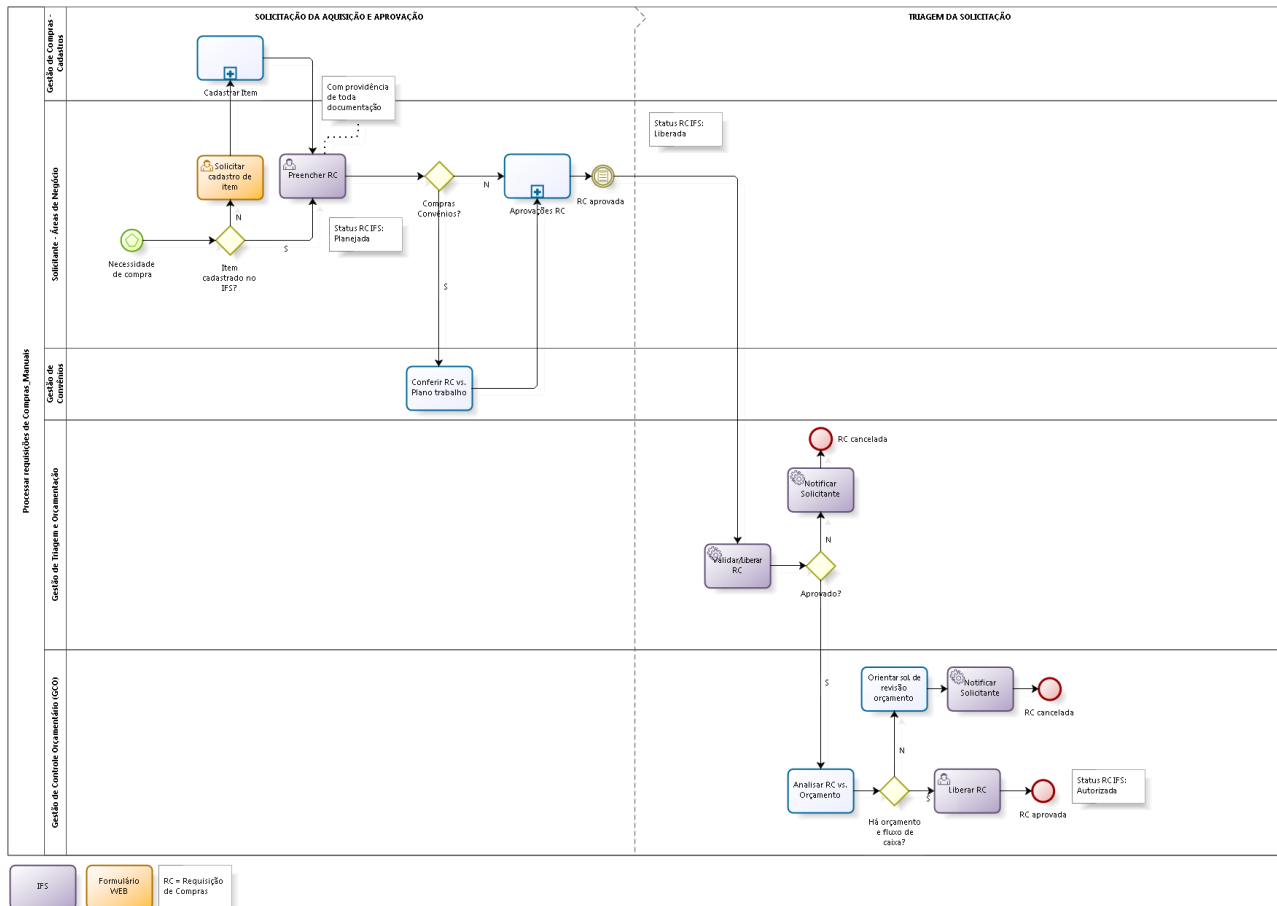 SOLICITAÇÃO DA AQUISIÇÃO E APROVAÇÃO
TRIAGEM DA SOLICITAÇÃO
Processar requisições de Compras_Manuais
Gestão de Compras -
Cadastros
Cadastrar Item
Com providência
de toda
documentação
Solicitante - Áreas de Negócio
Status RC IFS:
Liberada
Solicitar
cadastro de
item
Preencher RC
Compras
Convênios?
N
Aprovações RC
RC aprovada
N
Status RC IFS:
Planejada
S
Necessidade
de compra
Item
cadastrado no
IFS?
S
Gestão de
Convênios
Conferir RC vs.
Plano trabalho
Gestão de Triagem e Orçamentação
RC cancelada
Notificar
Solicitante
N
Validar/Liberar
RC
Aprovado?
S
Gestão de Controle Orçamentário (GCO)
Orientar sol de
revisão
orçamento
Notificar
Solicitante
RC cancelada
N
Analisar RC vs.
Orçamento
S
Liberar RC
RC aprovada
Status RC IFS:
Autorizada
Há orçamento
e fluxo de
caixa?
IFS
Formulário
WEB
RC = Requisição
de Compras